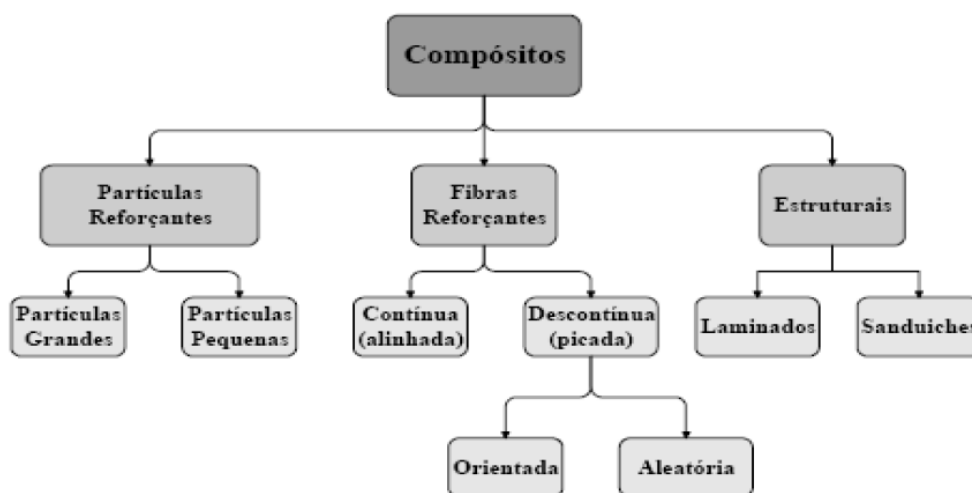 Compósitos
Partículas
Reforçantes
Fibras
Reforçantes
Estruturais
Partículas
Grandes
Partículas
Pequenas
Contínua
(alinhada)
Descontínua
(picada)
Laminados
Sanduiches
Orientada
Aleatória